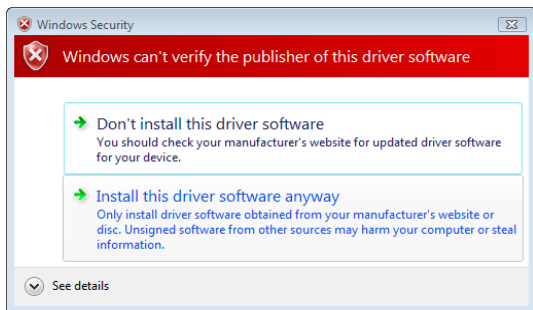 Windows Security
Windows can't verify the publisher of this driver software
Don't install this driver software
You should check your manufacturer's website for updated driver software
for your device.
Install this driver software anyway
Only install driver software obtained from your manufacturer's website or
disc. Unsigned software from other sources may harm your computer or steal
information.
See details